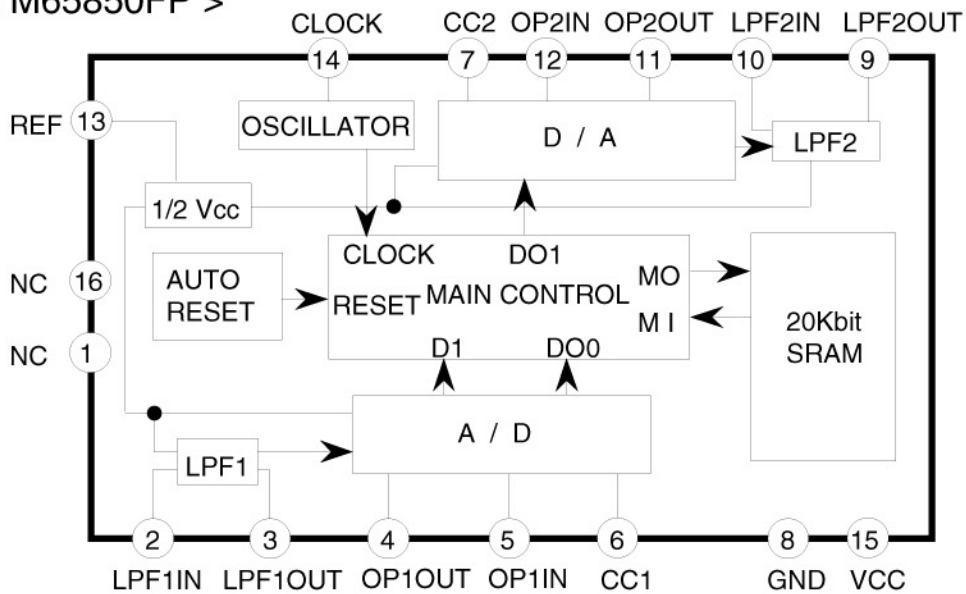 M65850FP >
CLOCK CC2 OP2IN OP2OUT LPF2IN LPF2OUT
14 7 12 11 10 9
REF 13
OSCILLATOR
D / A
LPF2
1/2 Vcc
CLOCK DO1
NC 16
AUTO
RESET
RESET MAIN CONTROL
MO
M I
20Kbit
SRAM
NC 1
D1 DO0
A / D
LPF1
2 3 4 5 6 8 15
LPF1IN LPF1OUT OP1OUT OP1IN CC1 GND VCC